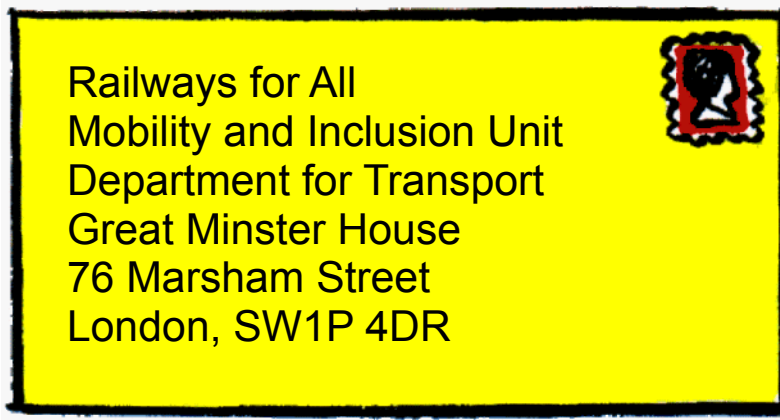 Railways for All
Mobility and Inclusion Unit
Department for Transport
Great Minster House
76 Marsham Street
London, SW1P 4DR